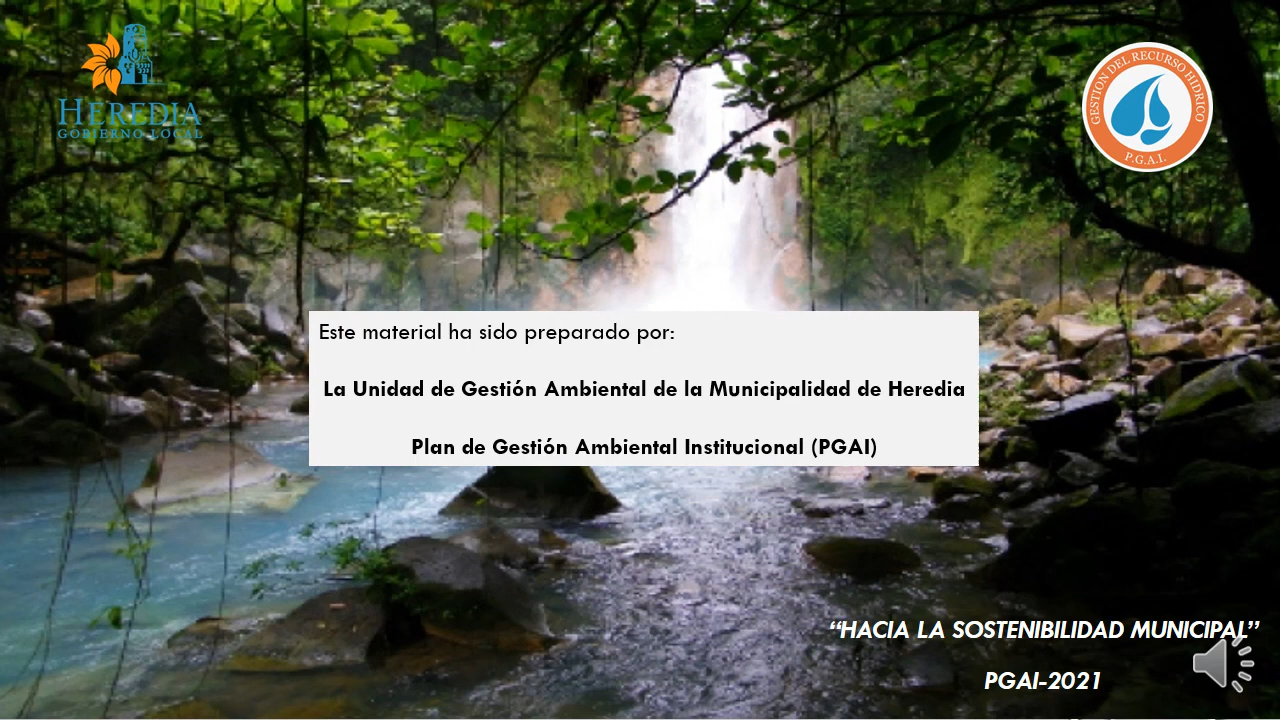 HEREDIA
GOBIERNO LOCAL
GESTIÓN DEL RECURSO HÍDRICO
P.G.A.I.
Este material ha sido preparado por:
La Unidad de Gestión Ambiental de la Municipalidad de Heredia
Plan de Gestión Ambiental Institucional (PGAI)
“HACIA LA SOSTENIBILIDAD MUNICIPAL”
PGAI-2021